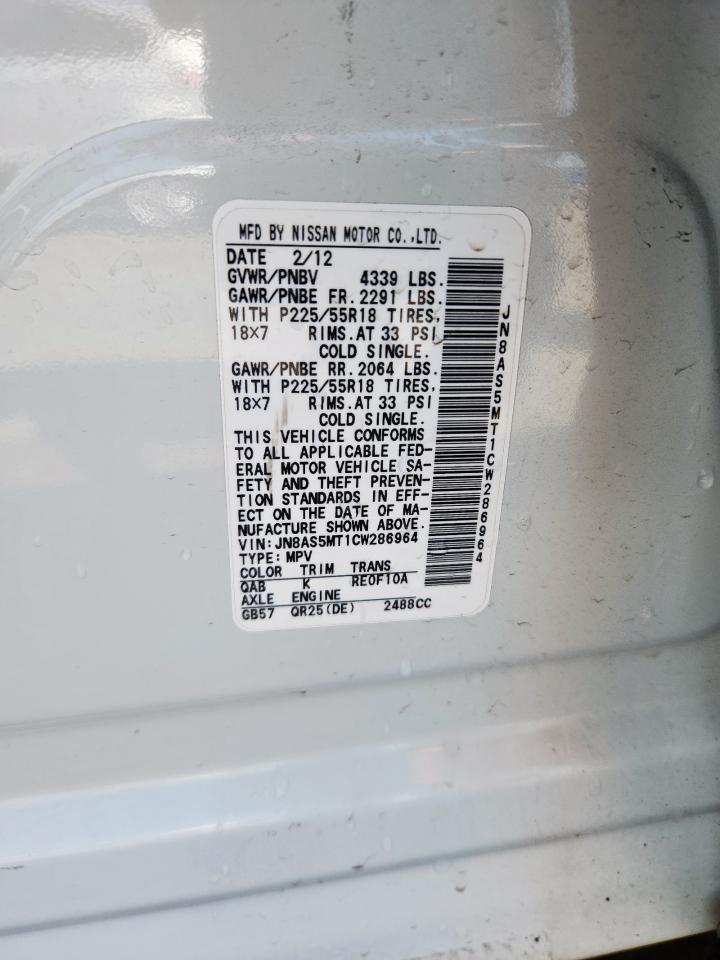 MFD BY NISSAN MOTOR CO.,LTD.
DATE 2/12
GVWR/PNBV 4339 LBS.
GAWR/PNBE FR.2291 LBS.
WITH P225/55R18 TIRES,
18X7 RIMS.AT 33 PSI
COLD SINGLE.
GAWR/PNBE RR.2064 LBS.
WITH P225/55R18 TIRES,
18X7 RIMS.AT 33 PSI
COLD SINGLE.
THIS VEHICLE CONFORMS
TO ALL APPLICABLE FED-
ERAL MOTOR VEHICLE SA-
FETY AND THEFT PREVEN-
TION STANDARDS IN EFF-
ECT ON THE DATE OF MA-
NUFACTURE SHOWN ABOVE.
VIN:JN8AS5MT1CW286964
TYPE:MPV
COLOR TRIM TRANS
QAB K RE0F10A
AXLE ENGINE
GB57 QR25(DE) 2488CC
JN8AS5MT1CW286964